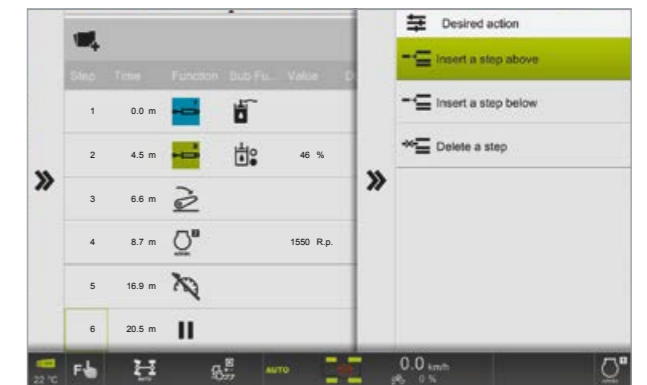 Desired action
Step Time Function Sub Fu... Value D
Insert a step above
1 0.0 m
Insert a step below
2 4.5 m 46 %
Delete a step
3 6.6 m
4 8.7 m 1550 R.p.
5 16.9 m
6 20.5 m
22 °C F AUTO AUTO 0.0 km/h
0 %